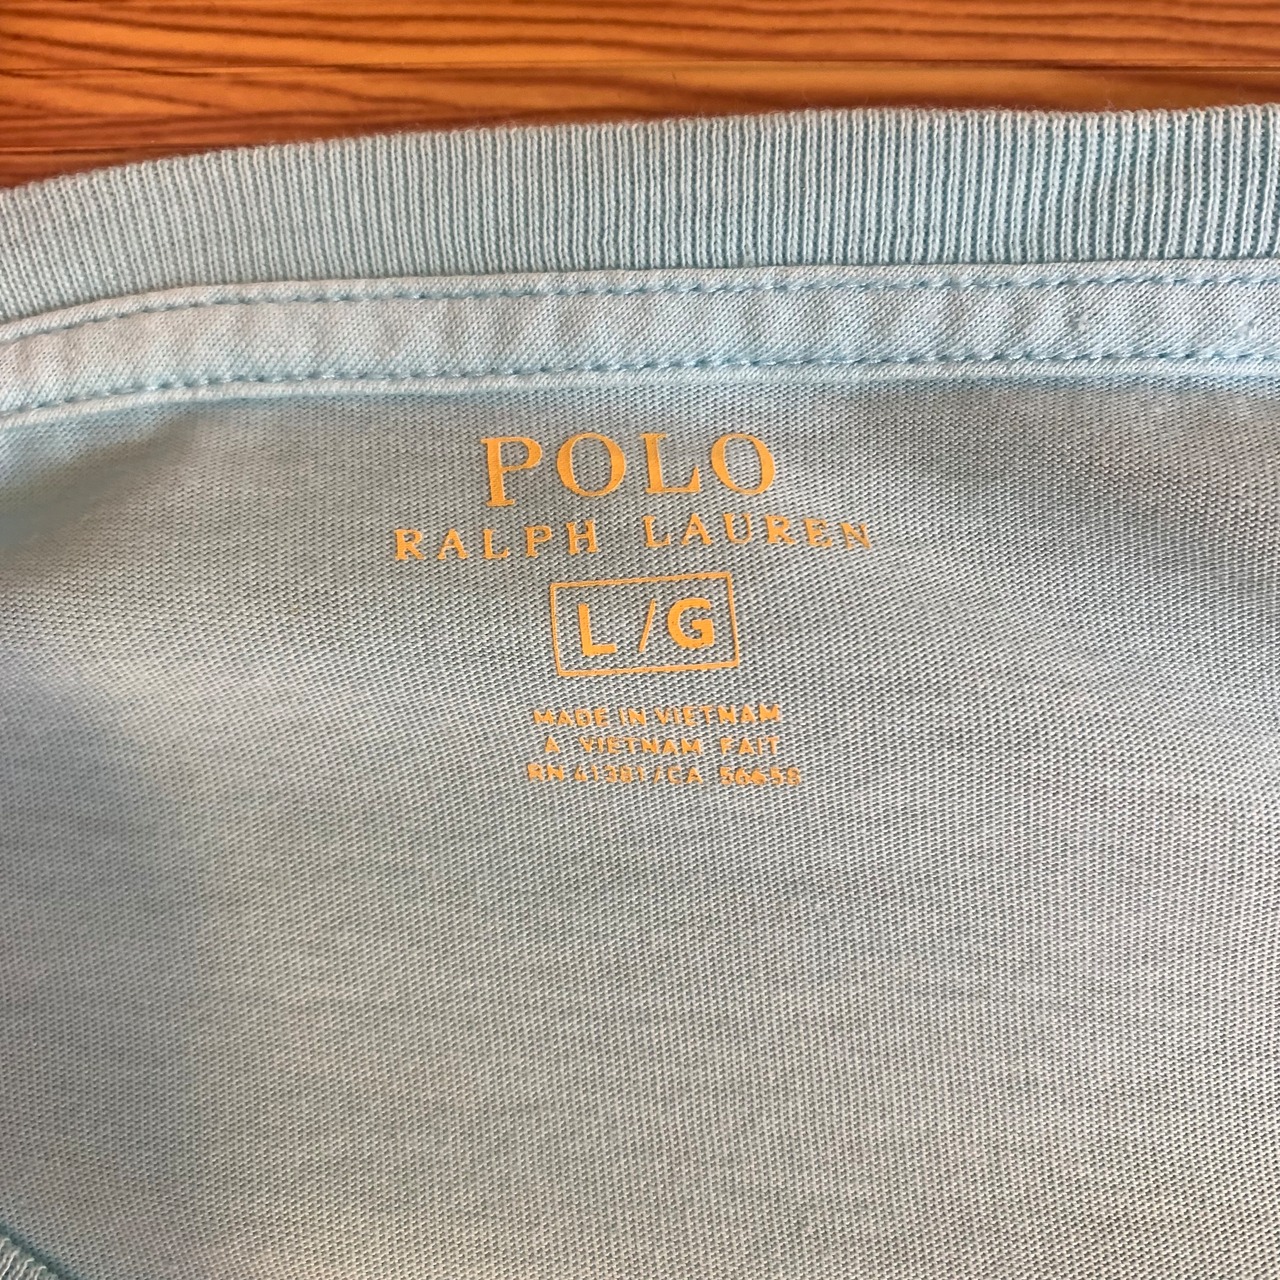 POLO
RALPH LAUREN
L/G
MADE IN VIETNAM
A VIETNAM FAIT
RN 41381/CA 56658